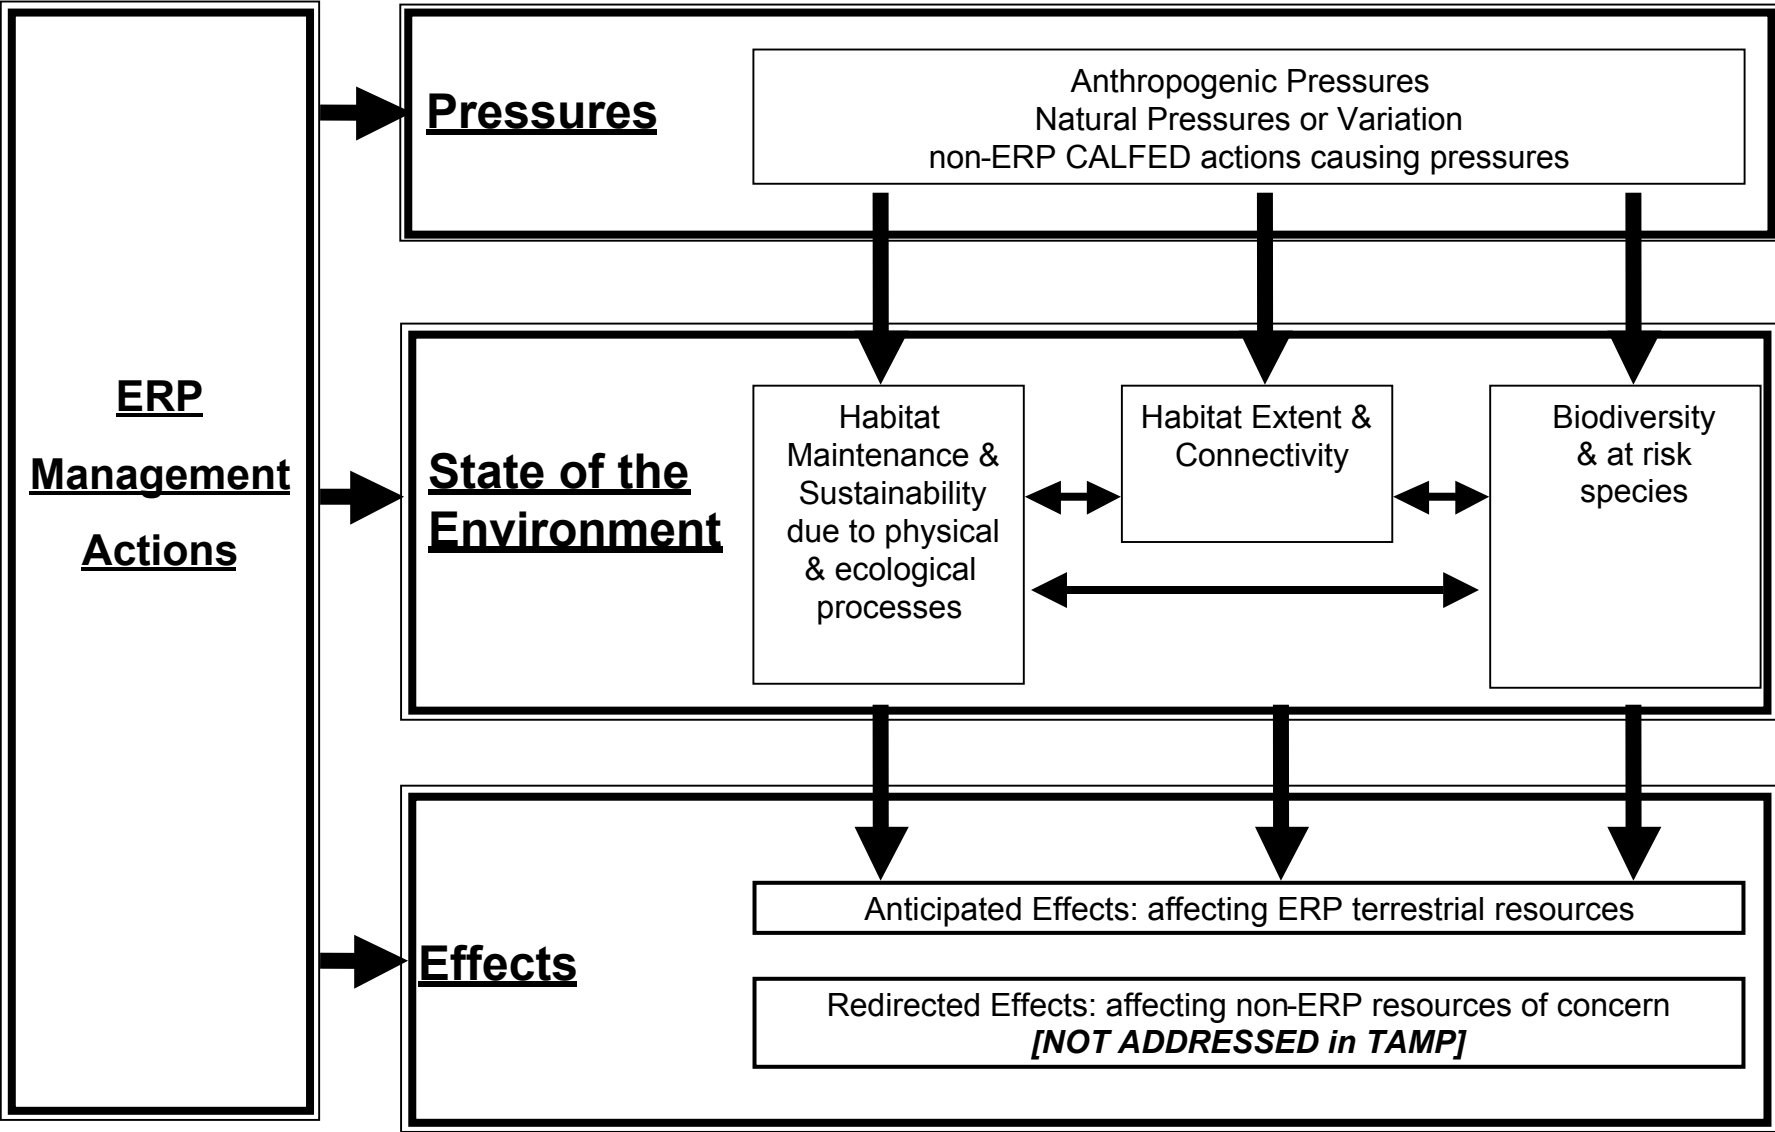 ERP
Management
Actions
Pressures
Anthropogenic Pressures
Natural Pressures or Variation
non-ERP CALFED actions causing pressures
State of the
Environment
Habitat
Maintenance &
Sustainability
due to physical
& ecological
processes
Habitat Extent &
Connectivity
Biodiversity
& at risk
species
Effects
Anticipated Effects: affecting ERP terrestrial resources
Redirected Effects: affecting non-ERP resources of concern
[NOT ADDRESSED in TAMP]